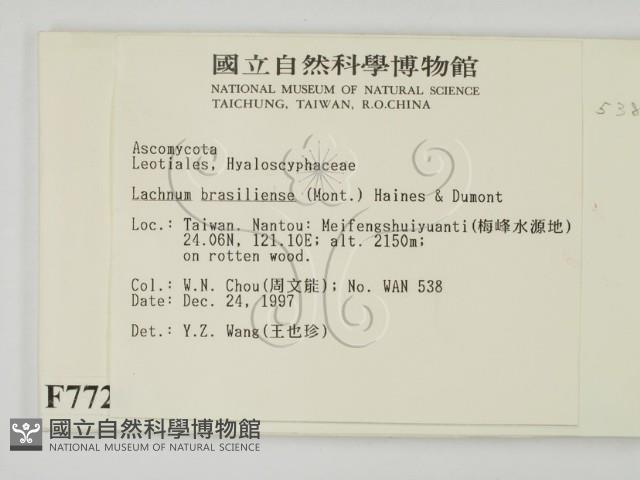 國立自然科學博物館
NATIONAL MUSEUM OF NATURAL SCIENCE
TAICHUNG, TAIWAN, R.O.CHINA
538
Ascomycota
Leotiales, Hyaloscyphaceae
Lachnum brasiliense (Mont.) Haines & Dumont
Loc.: Taiwan. Nantou: Meifengshuiyuanti(梅峰水源地)
24.06N, 121.10E; alt. 2150m;
on rotten wood.
Col.: W.N. Chou(周文能); No. WAN 538
Date: Dec. 24, 1997
Det.: Y.Z. Wang(王也珍)
F772
國立自然科學博物館
NATIONAL MUSEUM OF NATURAL SCIENCE